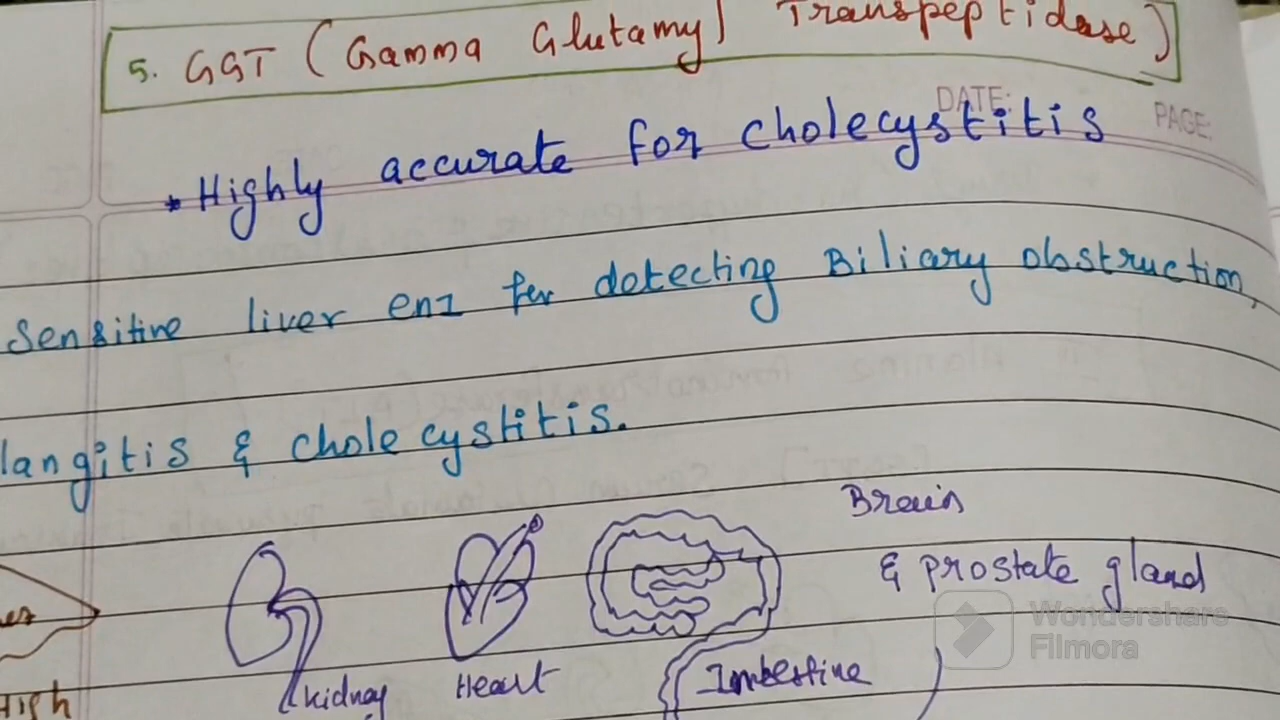 5. GGT (Gamma Glutamyl Transpeptidase)
DATE:
PAGE:
* Highly accurate for cholecystitis
sensitive liver enz for detecting Biliary obstruction,
langitis & cholecystitis.
Brain
& prostate gland
Kidney
Heart
Intestine
High
Wondershare
Filmora